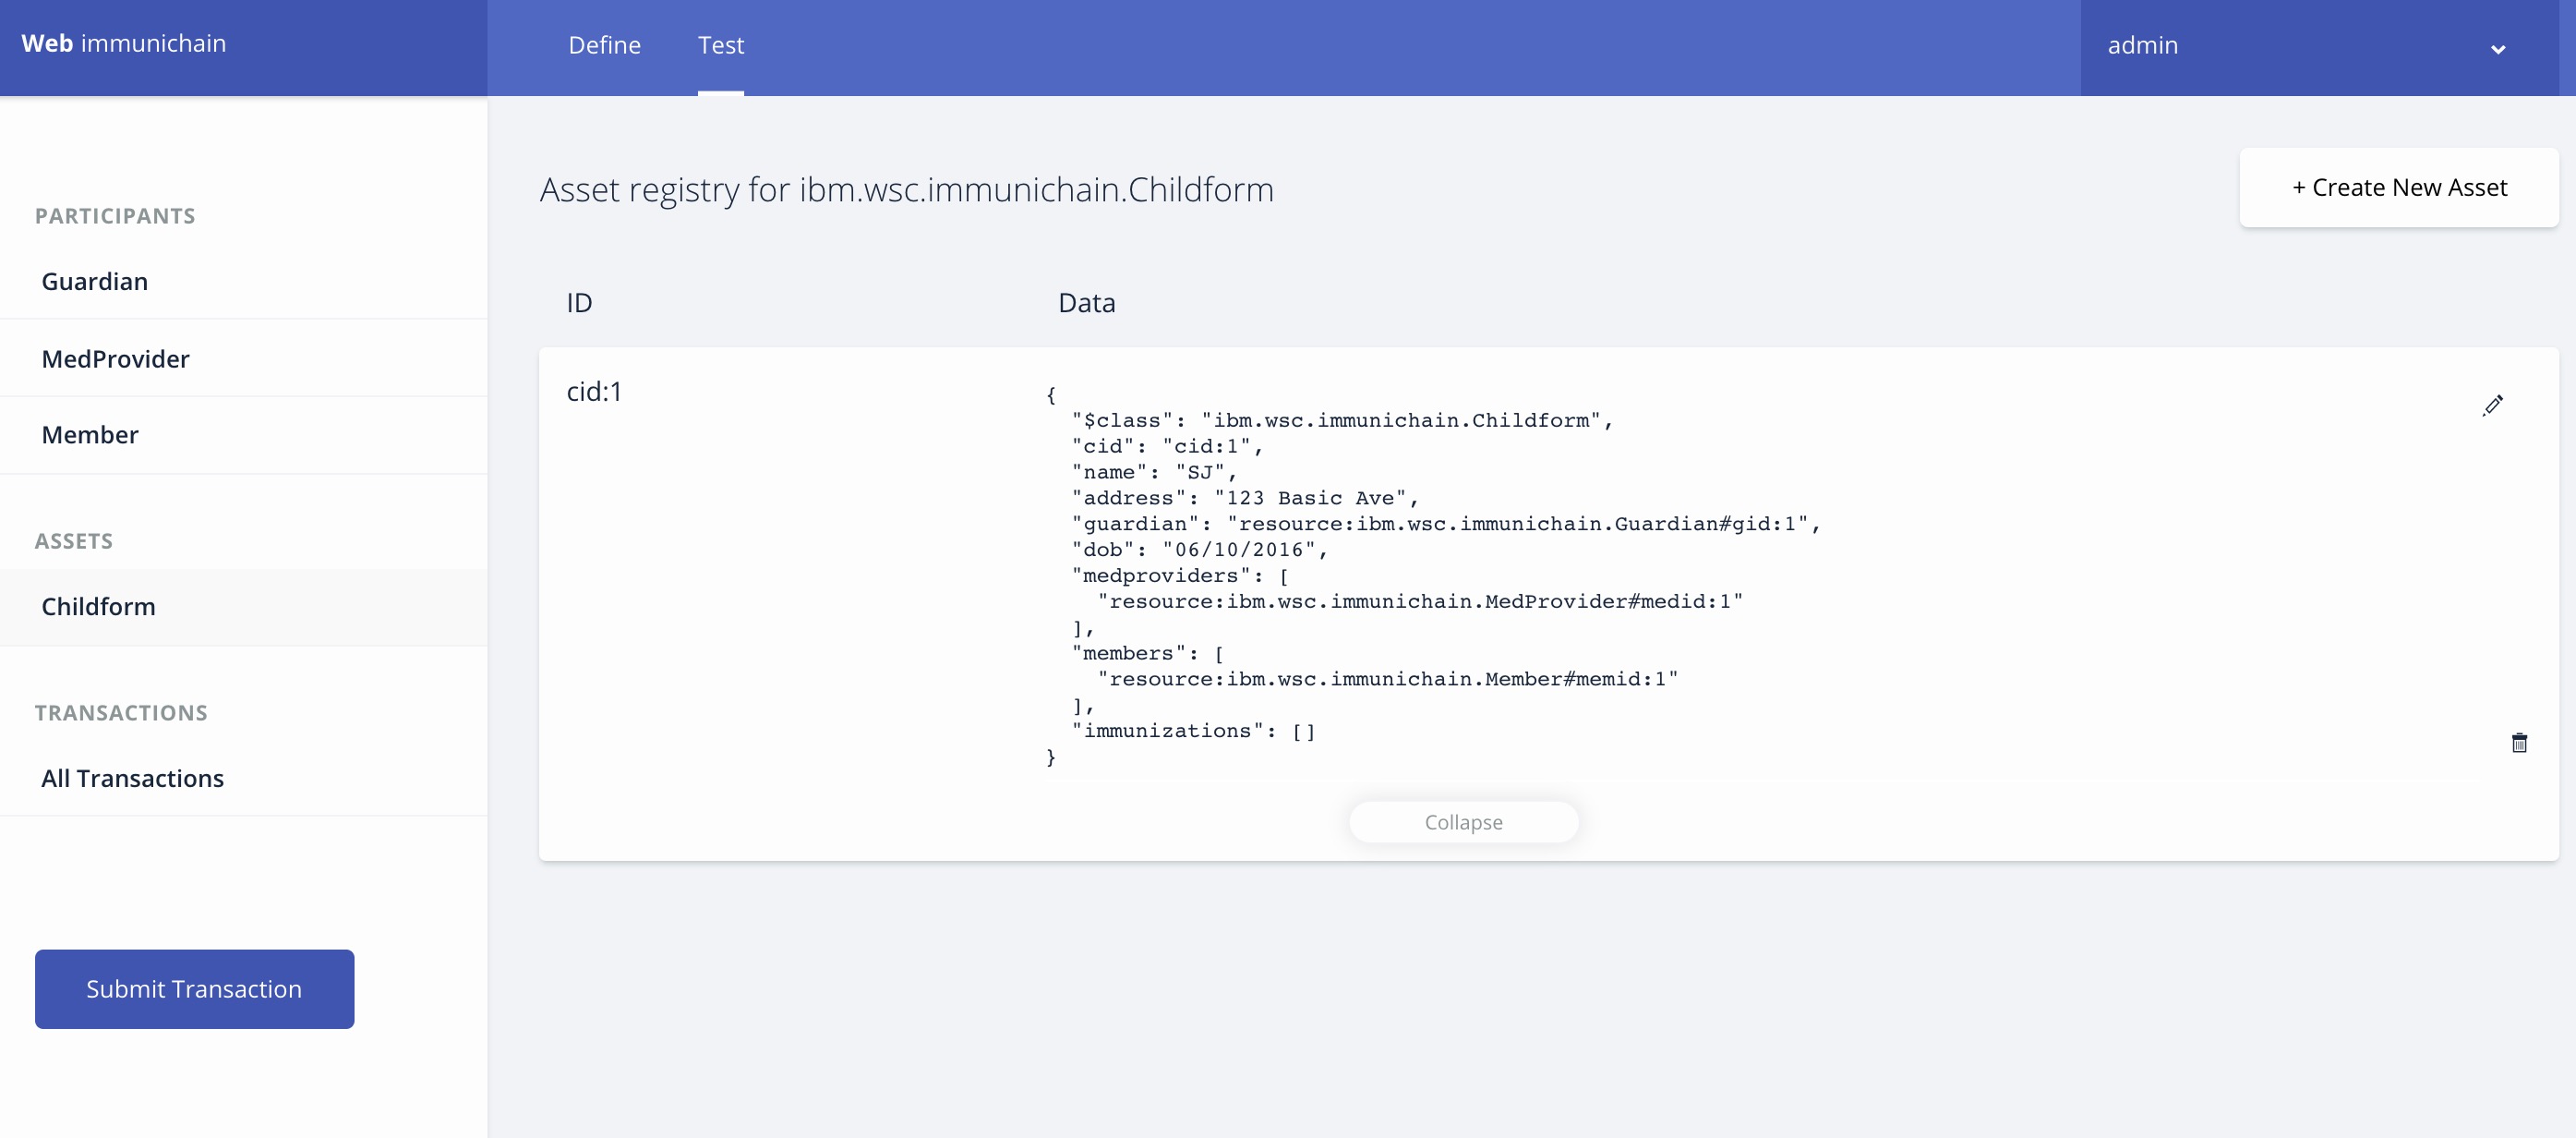 Web immunichain
Define
Test
admin
PARTICIPANTS
Guardian
MedProvider
Member
ASSETS
Childform
TRANSACTIONS
All Transactions
Submit Transaction
Asset registry for ibm.wsc.immunichain.Childform
+ Create New Asset
ID
Data
cid:1
{
  "$class": "ibm.wsc.immunichain.Childform",
  "cid": "cid:1",
  "name": "SJ",
  "address": "123 Basic Ave",
  "guardian": "resource:ibm.wsc.immunichain.Guardian#gid:1",
  "dob": "06/10/2016",
  "medproviders": [
    "resource:ibm.wsc.immunichain.MedProvider#medid:1"
  ],
  "members": [
    "resource:ibm.wsc.immunichain.Member#memid:1"
  ],
  "immunizations": []
}
Collapse